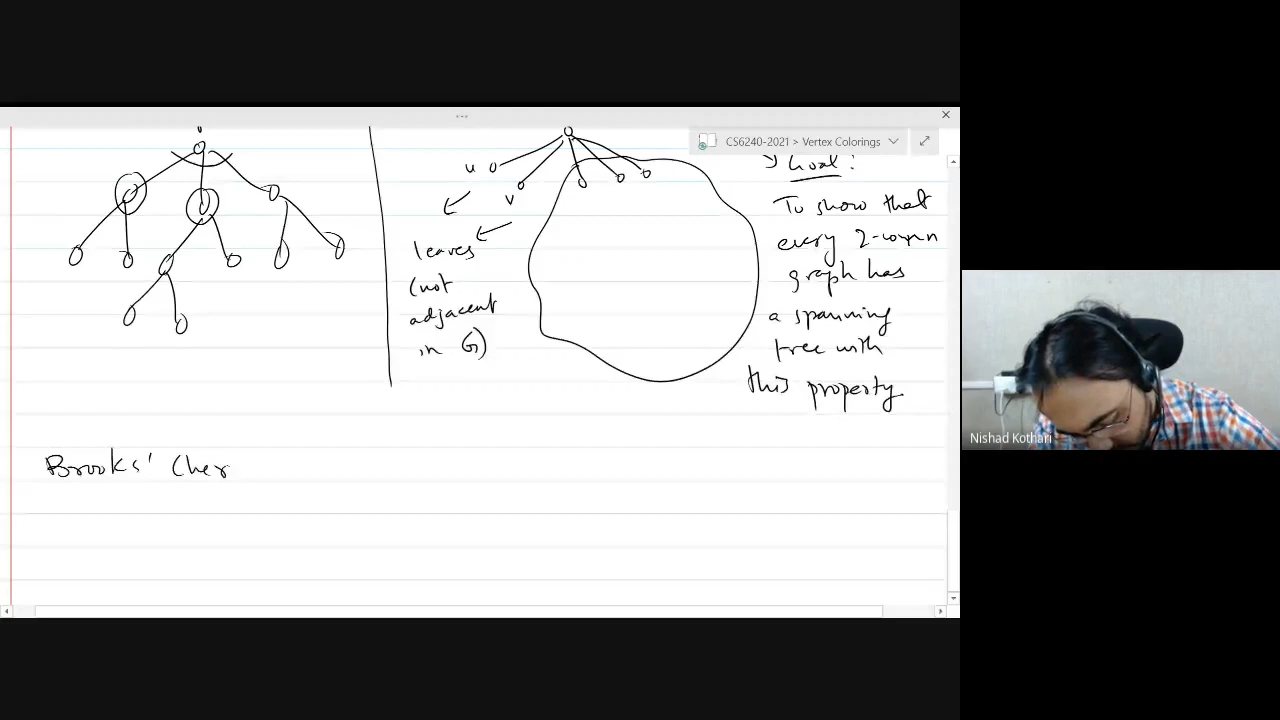 CS6240-2021 > Vertex Colorings
Goal:
To show that
every 2-conn
graph has
a spanning
tree with
this property
u
v
leaves
(not
adjacent
in G)
Brooks' (her
Nishad Kothari